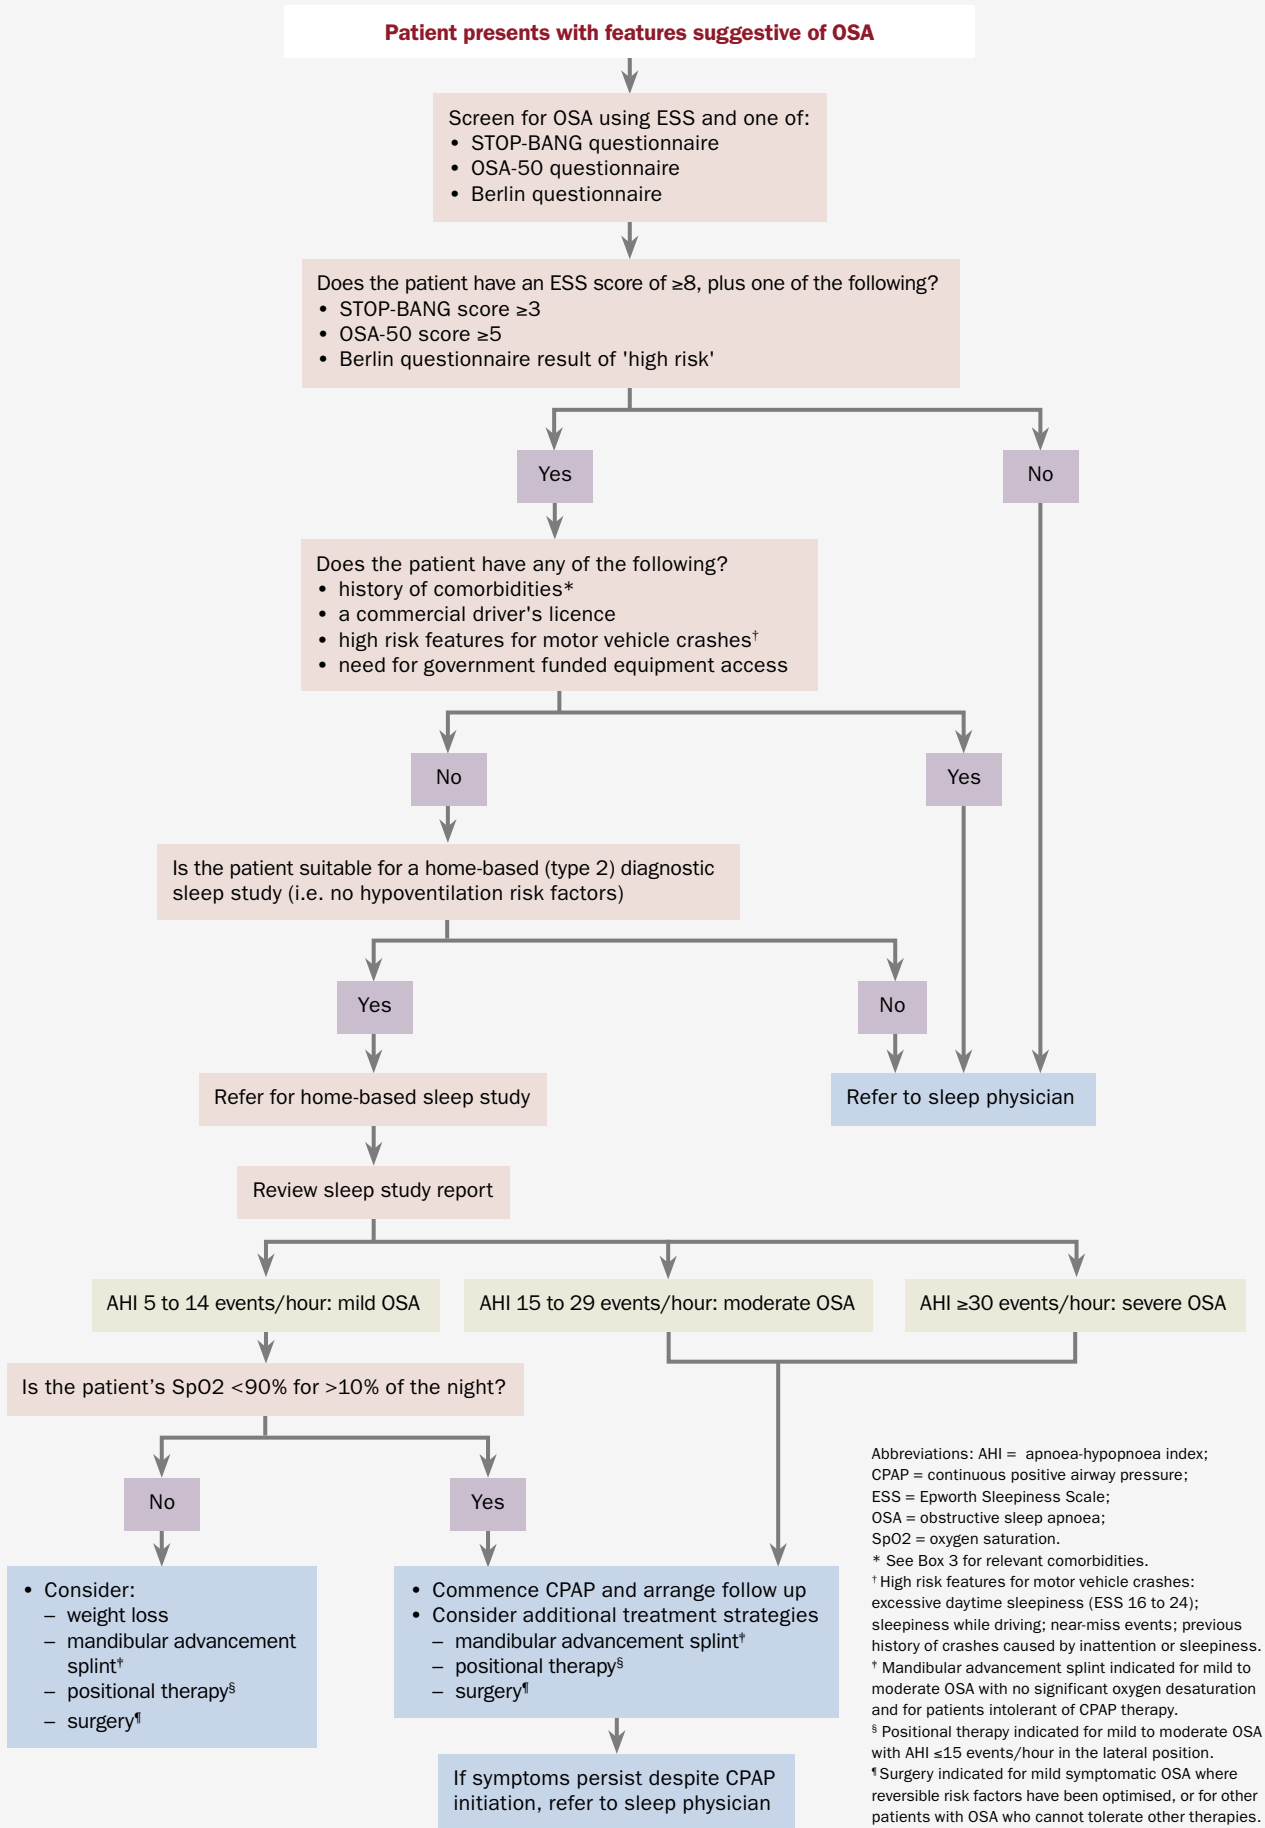 Patient presents with features suggestive of OSA
Screen for OSA using ESS and one of:
• STOP-BANG questionnaire
• OSA-50 questionnaire
• Berlin questionnaire
Does the patient have an ESS score of ≥8, plus one of the following?
• STOP-BANG score ≥3
• OSA-50 score ≥5
• Berlin questionnaire result of 'high risk'
Yes
No
Does the patient have any of the following?
• history of comorbidities*
• a commercial driver's licence
• high risk features for motor vehicle crashes†
• need for government funded equipment access
No
Yes
Is the patient suitable for a home-based (type 2) diagnostic
sleep study (i.e. no hypoventilation risk factors)
Yes
No
Refer for home-based sleep study
Refer to sleep physician
Review sleep study report
AHI 5 to 14 events/hour: mild OSA
AHI 15 to 29 events/hour: moderate OSA
AHI ≥30 events/hour: severe OSA
Is the patient’s SpO2 <90% for >10% of the night?
No
Yes
• Consider:
– weight loss
– mandibular advancement
splint‡
– positional therapy§
– surgery¶
• Commence CPAP and arrange follow up
• Consider additional treatment strategies
– mandibular advancement splint‡
– positional therapy§
– surgery¶
If symptoms persist despite CPAP
initiation, refer to sleep physician
Abbreviations: AHI = apnoea-hypopnoea index;
CPAP = continuous positive airway pressure;
ESS = Epworth Sleepiness Scale;
OSA = obstructive sleep apnoea;
SpO2 = oxygen saturation.
* See Box 3 for relevant comorbidities.
† High risk features for motor vehicle crashes:
excessive daytime sleepiness (ESS 16 to 24);
sleepiness while driving; near-miss events; previous
history of crashes caused by inattention or sleepiness.
‡ Mandibular advancement splint indicated for mild to
moderate OSA with no significant oxygen desaturation
and for patients intolerant of CPAP therapy.
§ Positional therapy indicated for mild to moderate OSA
with AHI ≤15 events/hour in the lateral position.
¶ Surgery indicated for mild symptomatic OSA where
reversible risk factors have been optimised, or for other
patients with OSA who cannot tolerate other therapies.